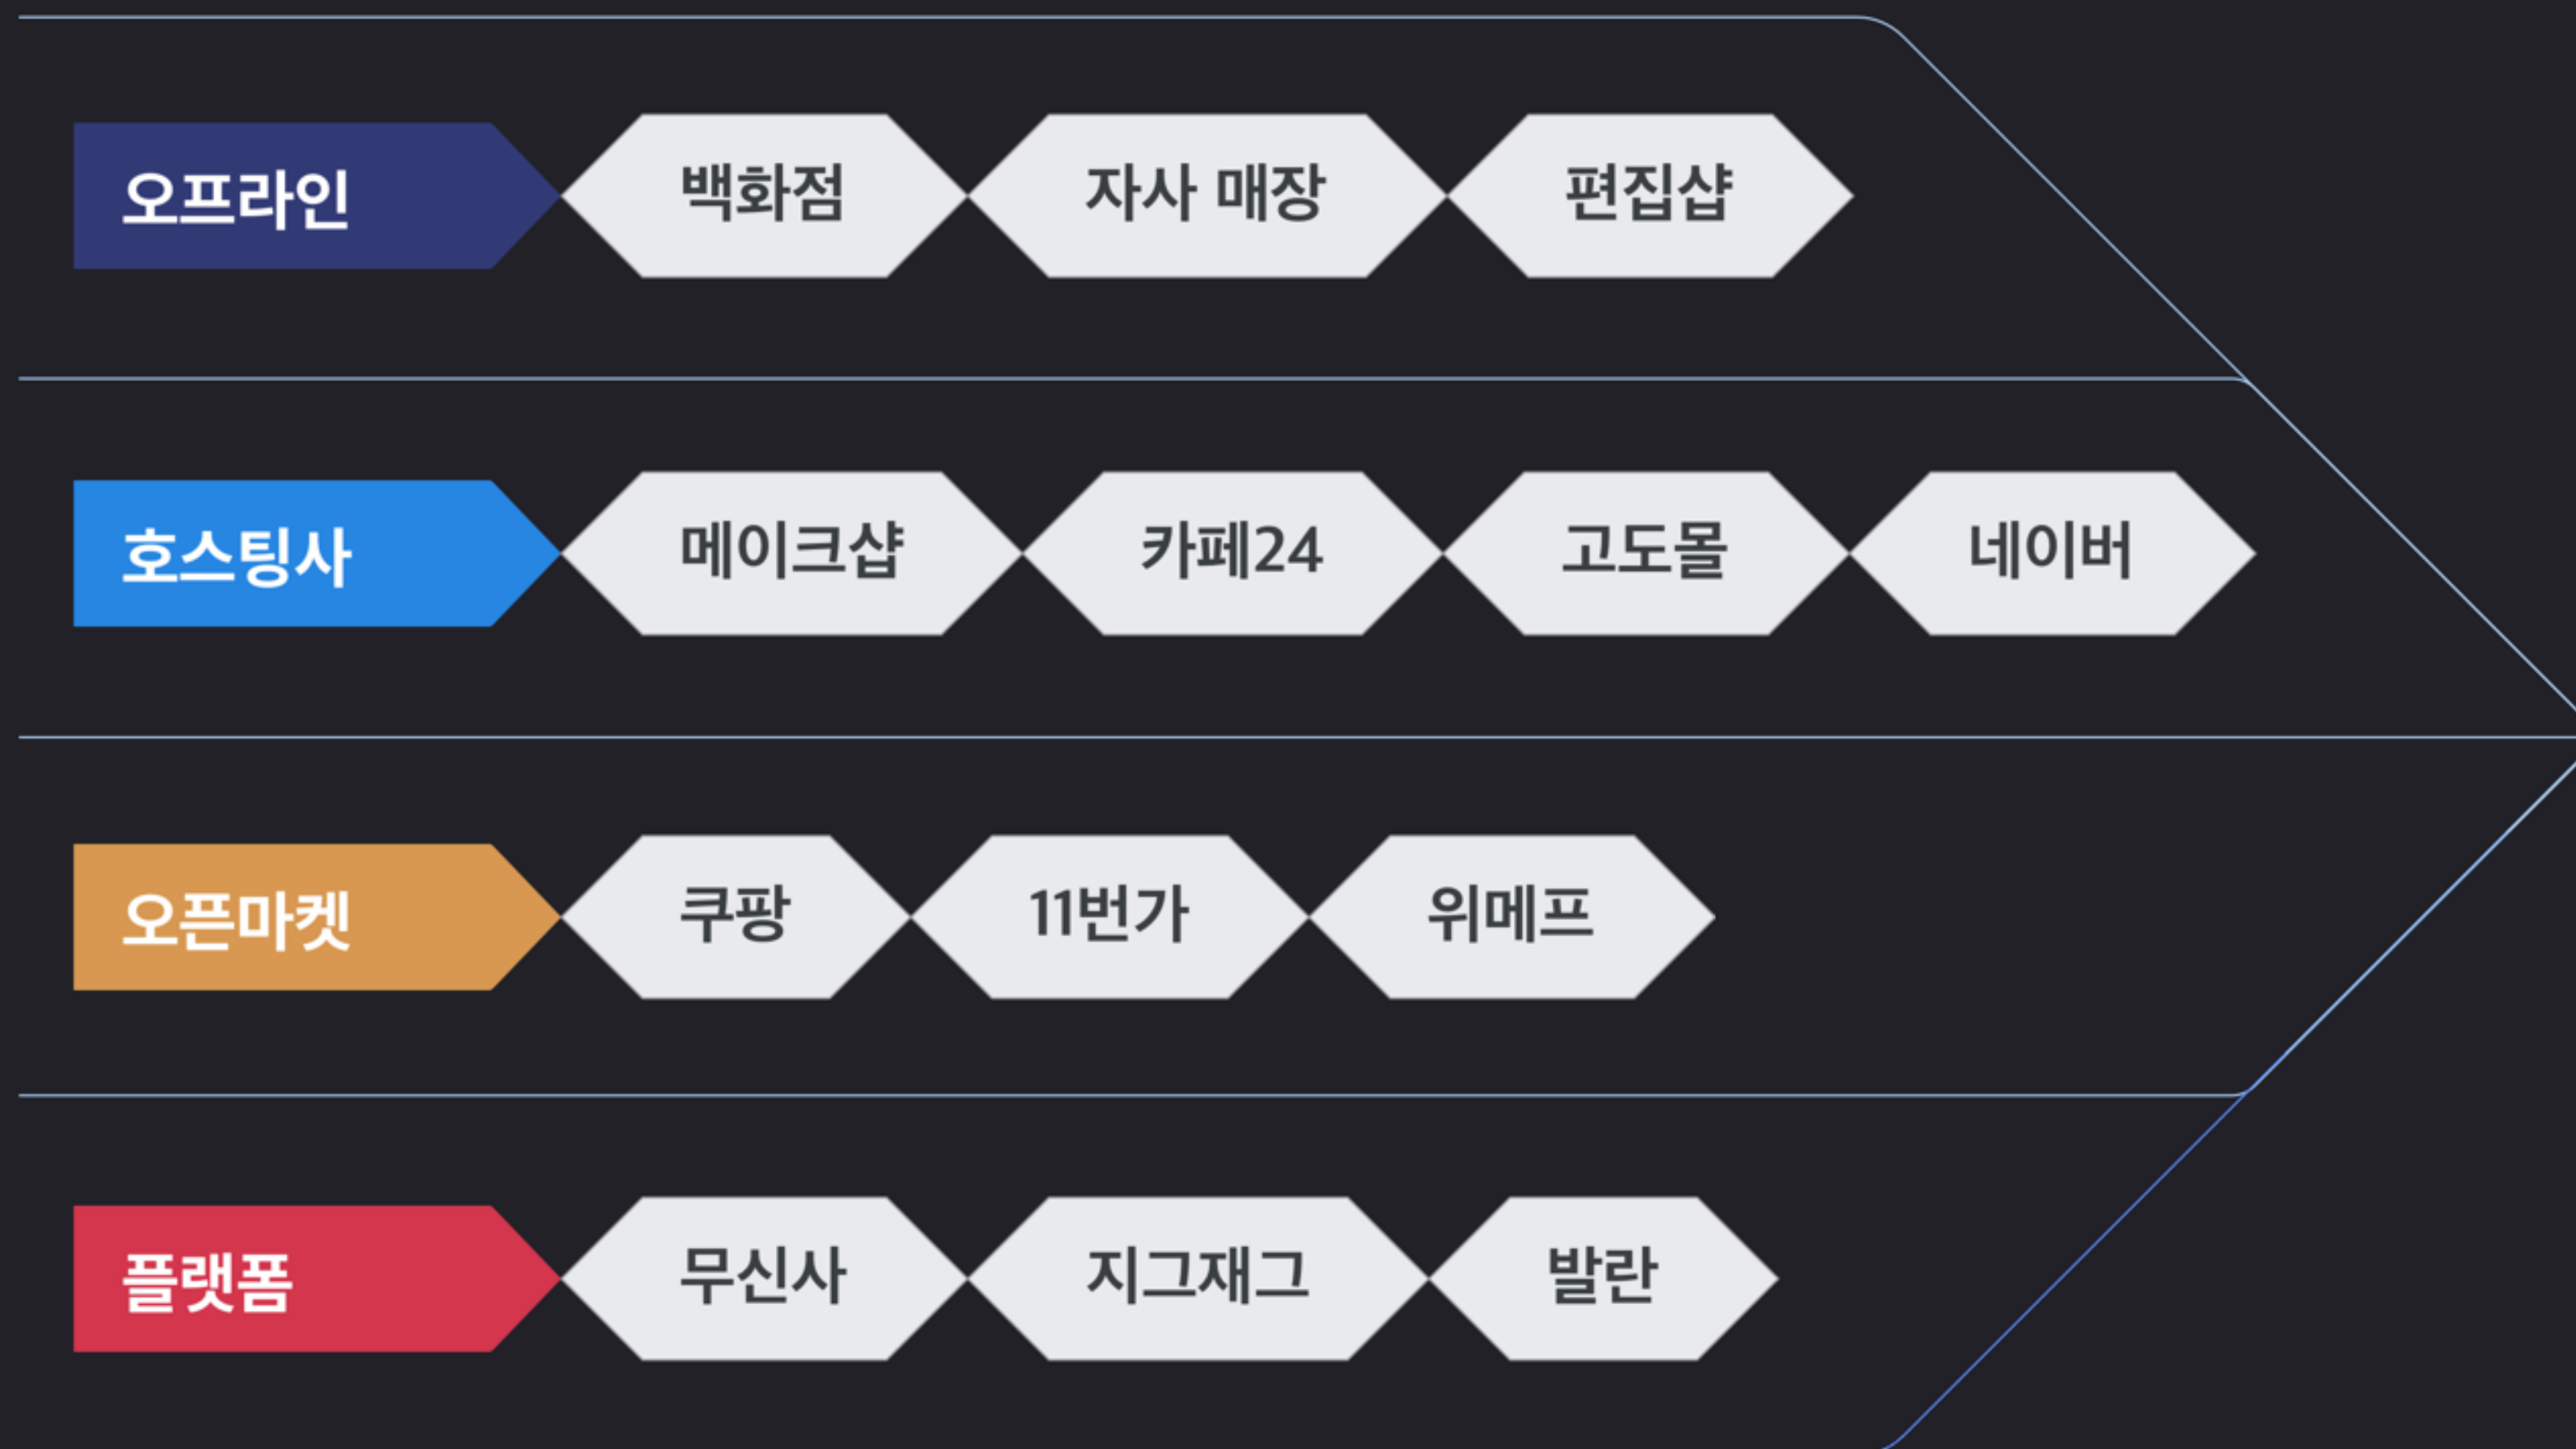 오프라인 백화점 자사 매장 편집샵
호스팅사 메이크샵 카페24 고도몰 네이버
오픈마켓 쿠팡 11번가 위메프
플랫폼 무신사 지그재그 발란